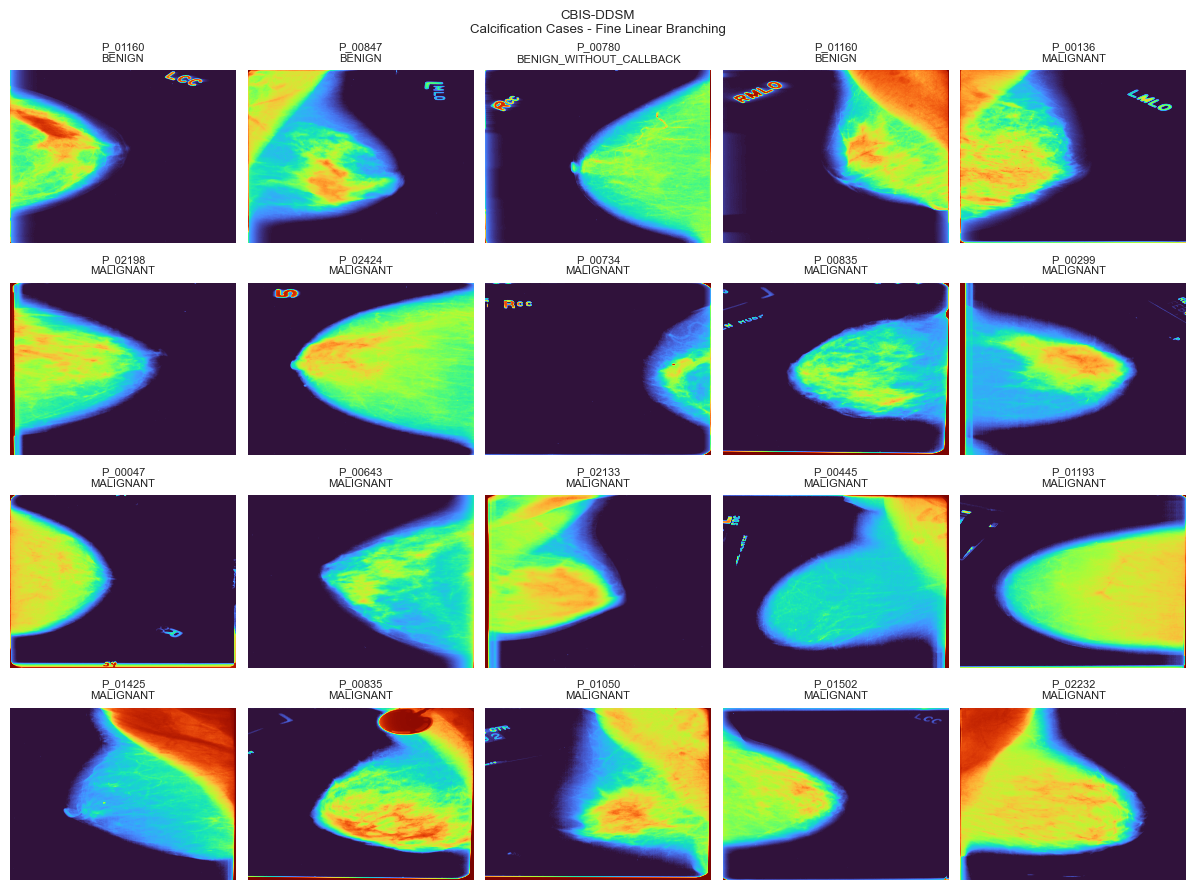 CBIS-DDSM
Calcification Cases - Fine Linear Branching
P_01160
BENIGN
P_00847
BENIGN
P_00780
BENIGN_WITHOUT_CALLBACK
P_01160
BENIGN
P_00136
MALIGNANT
LCC
LMLO
RCC
RMLO
LMLO
P_02198
MALIGNANT
P_02424
MALIGNANT
P_00734
MALIGNANT
P_00835
MALIGNANT
P_00299
MALIGNANT
RCC
P_00047
MALIGNANT
P_00643
MALIGNANT
P_02133
MALIGNANT
P_00445
MALIGNANT
P_01193
MALIGNANT
R
P_01425
MALIGNANT
P_00835
MALIGNANT
P_01050
MALIGNANT
P_01502
MALIGNANT
P_02232
MALIGNANT
LCC